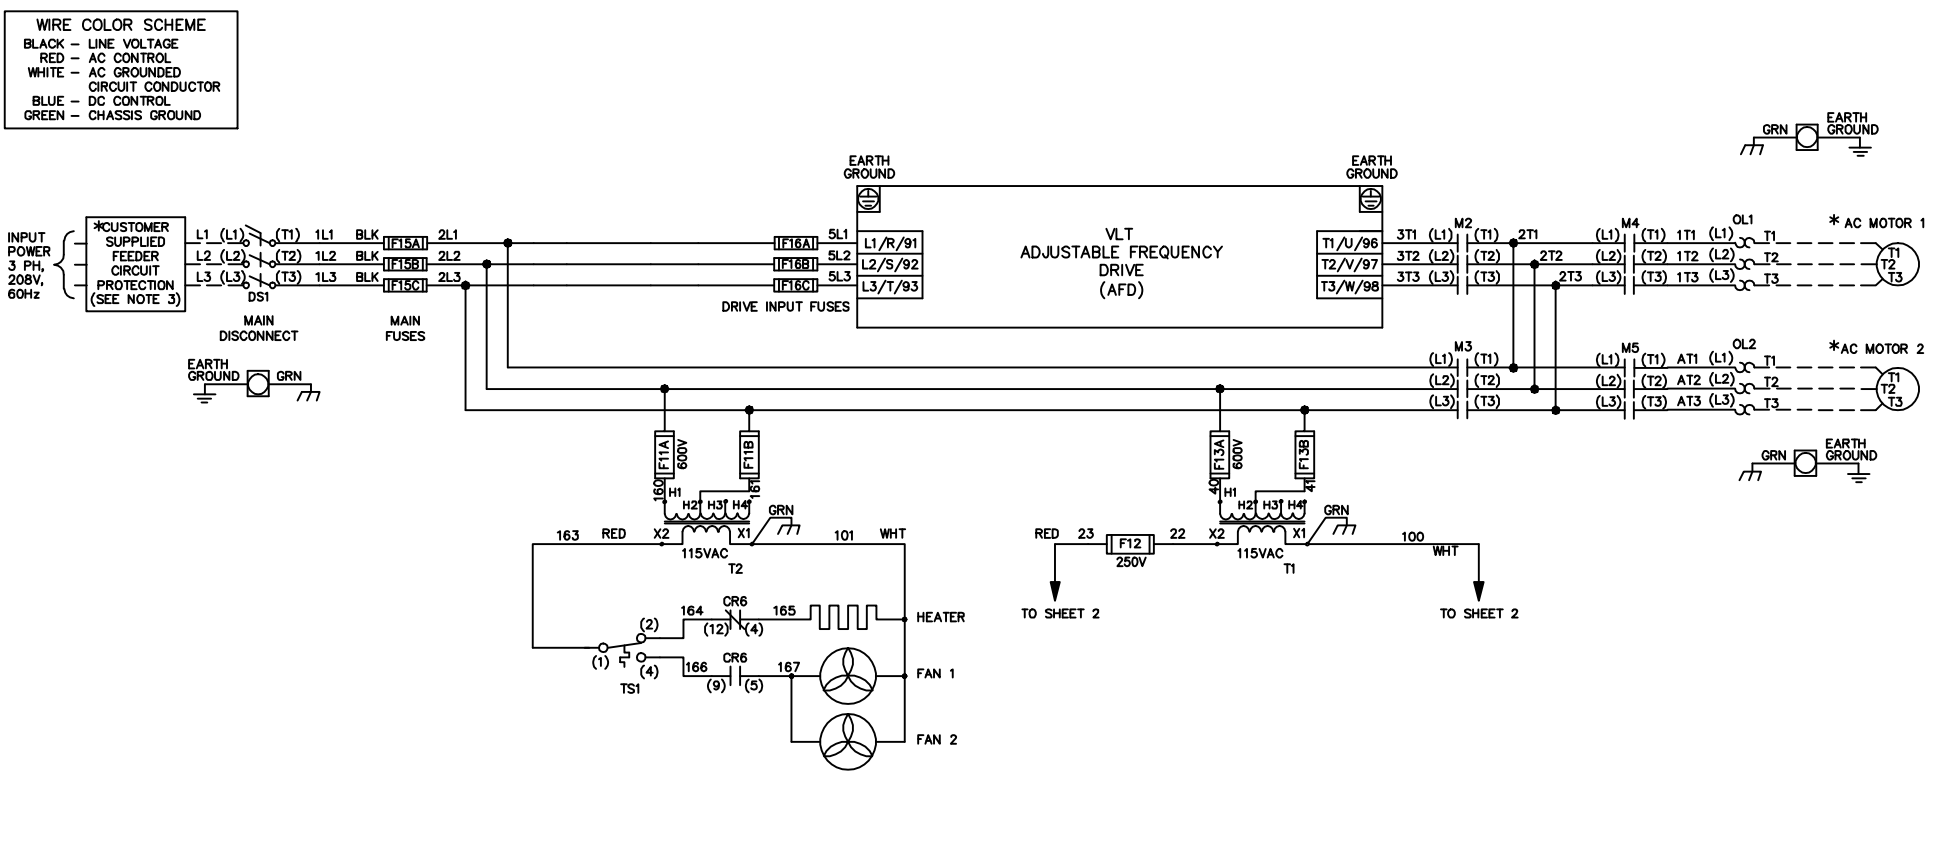 WIRE COLOR SCHEME
BLACK – LINE VOLTAGE
RED – AC CONTROL
WHITE – AC GROUNDED
CIRCUIT CONDUCTOR
BLUE – DC CONTROL
GREEN – CHASSIS GROUND
GRN
EARTH
GROUND
EARTH
GROUND
EARTH
GROUND
INPUT
POWER
3 PH,
208V,
60Hz
*CUSTOMER
SUPPLIED
FEEDER
CIRCUIT
PROTECTION
(SEE NOTE 3)
L1 (L1) (T1) 1L1 BLK F15A 2L1
L2 (L2) (T2) 1L2 BLK F15B 2L2
L3 (L3) (T3) 1L3 BLK F15C 2L3
DS1
MAIN
DISCONNECT
MAIN
FUSES
F16A 5L1 L1/R/91
F16B 5L2 L2/S/92
F16C 5L3 L3/T/93
DRIVE INPUT FUSES
VLT
ADJUSTABLE FREQUENCY
DRIVE
(AFD)
T1/U/96 3T1 (L1) M2 (T1) 2T1
T2/V/97 3T2 (L2) (T2) 2T2
T3/W/98 3T3 (L3) (T3) 2T3
(L1) M4 (T1) 1T1 (L1) OL1 T1
(L2) (T2) 1T2 (L2) T2
(L3) (T3) 1T3 (L3) T3
* AC MOTOR 1
T1
T2
T3
EARTH
GROUND
GRN
(L1) M3 (T1)
(L2) (T2)
(L3) (T3)
(L1) M5 (T1) AT1 (L1) OL2 T1
(L2) (T2) AT2 (L2) T2
(L3) (T3) AT3 (L3) T3
*AC MOTOR 2
T1
T2
T3
GRN
EARTH
GROUND
F11A
600V
F11B
160
161
H1
H2 H3 H4
GRN
163 RED X2 X1 101 WHT
115VAC
T2
F13A
600V
F13B
40
41
H1
H2 H3 H4
GRN
RED 23 F12 22 X2 X1 100
WHT
250V
115VAC
T1
TO SHEET 2
TO SHEET 2
164 CR6 165
(12) (4)
HEATER
(2)
(1)
(4)
TS1
166 CR6 167
(9) (5)
FAN 1
FAN 2